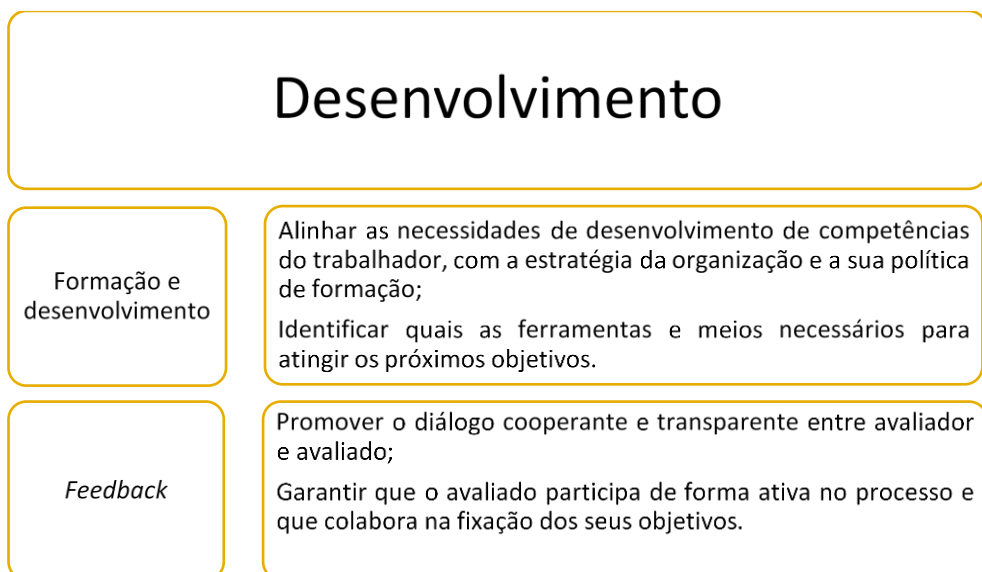 Desenvolvimento
Formação e
desenvolvimento
Alinhar as necessidades de desenvolvimento de competências
do trabalhador, com a estratégia da organização e a sua política
de formação;
Identificar quais as ferramentas e meios necessários para
atingir os próximos objetivos.
Feedback
Promover o diálogo cooperante e transparente entre avaliador
e avaliado;
Garantir que o avaliado participa de forma ativa no processo e
que colabora na fixação dos seus objetivos.